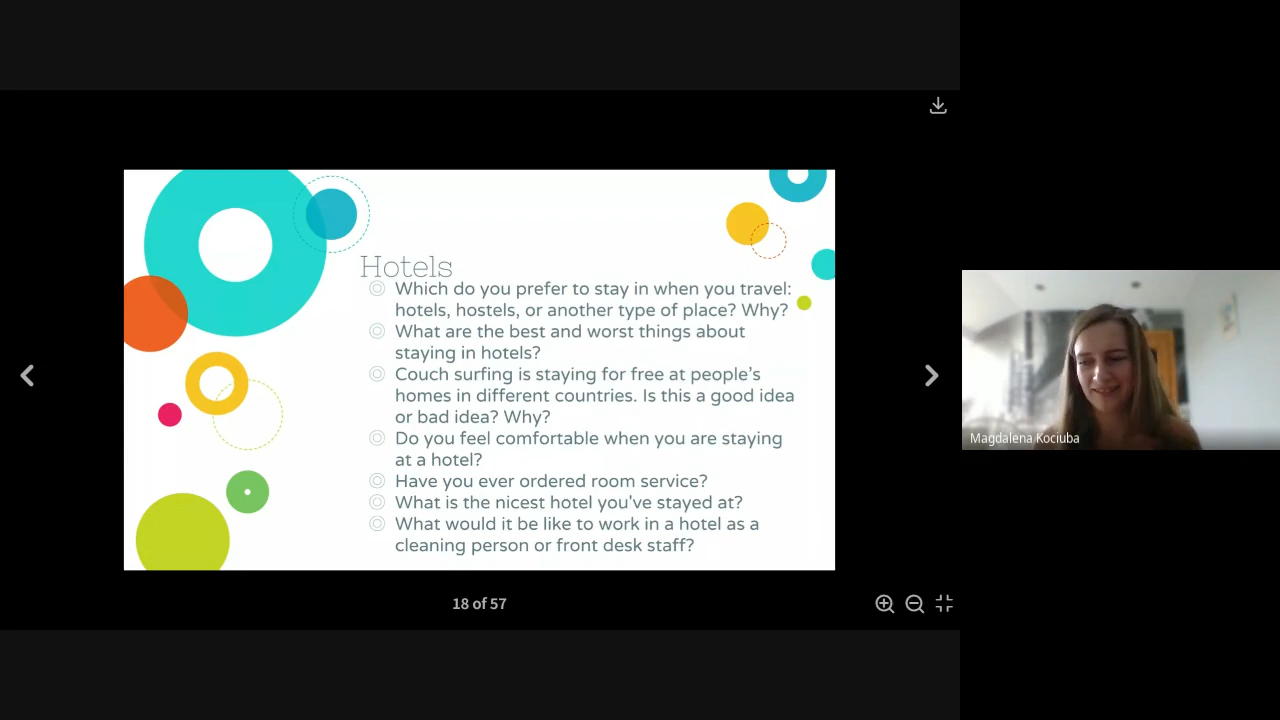 Hotels
Which do you prefer to stay in when you travel:
hotels, hostels, or another type of place? Why?
What are the best and worst things about
staying in hotels?
Couch surfing is staying for free at people's
homes in different countries. Is this a good idea
or bad idea? Why?
Do you feel comfortable when you are staying
at a hotel?
Have you ever ordered room service?
What is the nicest hotel you've stayed at?
What would it be like to work in a hotel as a
cleaning person or front desk staff?
18 of 57
Magdalena Kociuba